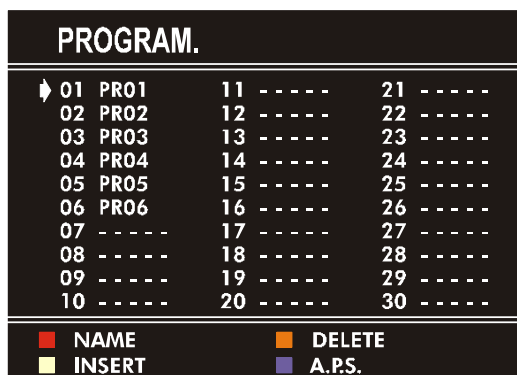 PROGRAM.
01 PR01 11 - - - - - 21 - - - - -
02 PR02 12 - - - - - 22 - - - - -
03 PR03 13 - - - - - 23 - - - - -
04 PR04 14 - - - - - 24 - - - - -
05 PR05 15 - - - - - 25 - - - - -
06 PR06 16 - - - - - 26 - - - - -
07 - - - - - 17 - - - - - 27 - - - - -
08 - - - - - 18 - - - - - 28 - - - - -
09 - - - - - 19 - - - - - 29 - - - - -
10 - - - - - 20 - - - - - 30 - - - - -
NAME DELETE
INSERT A.P.S.